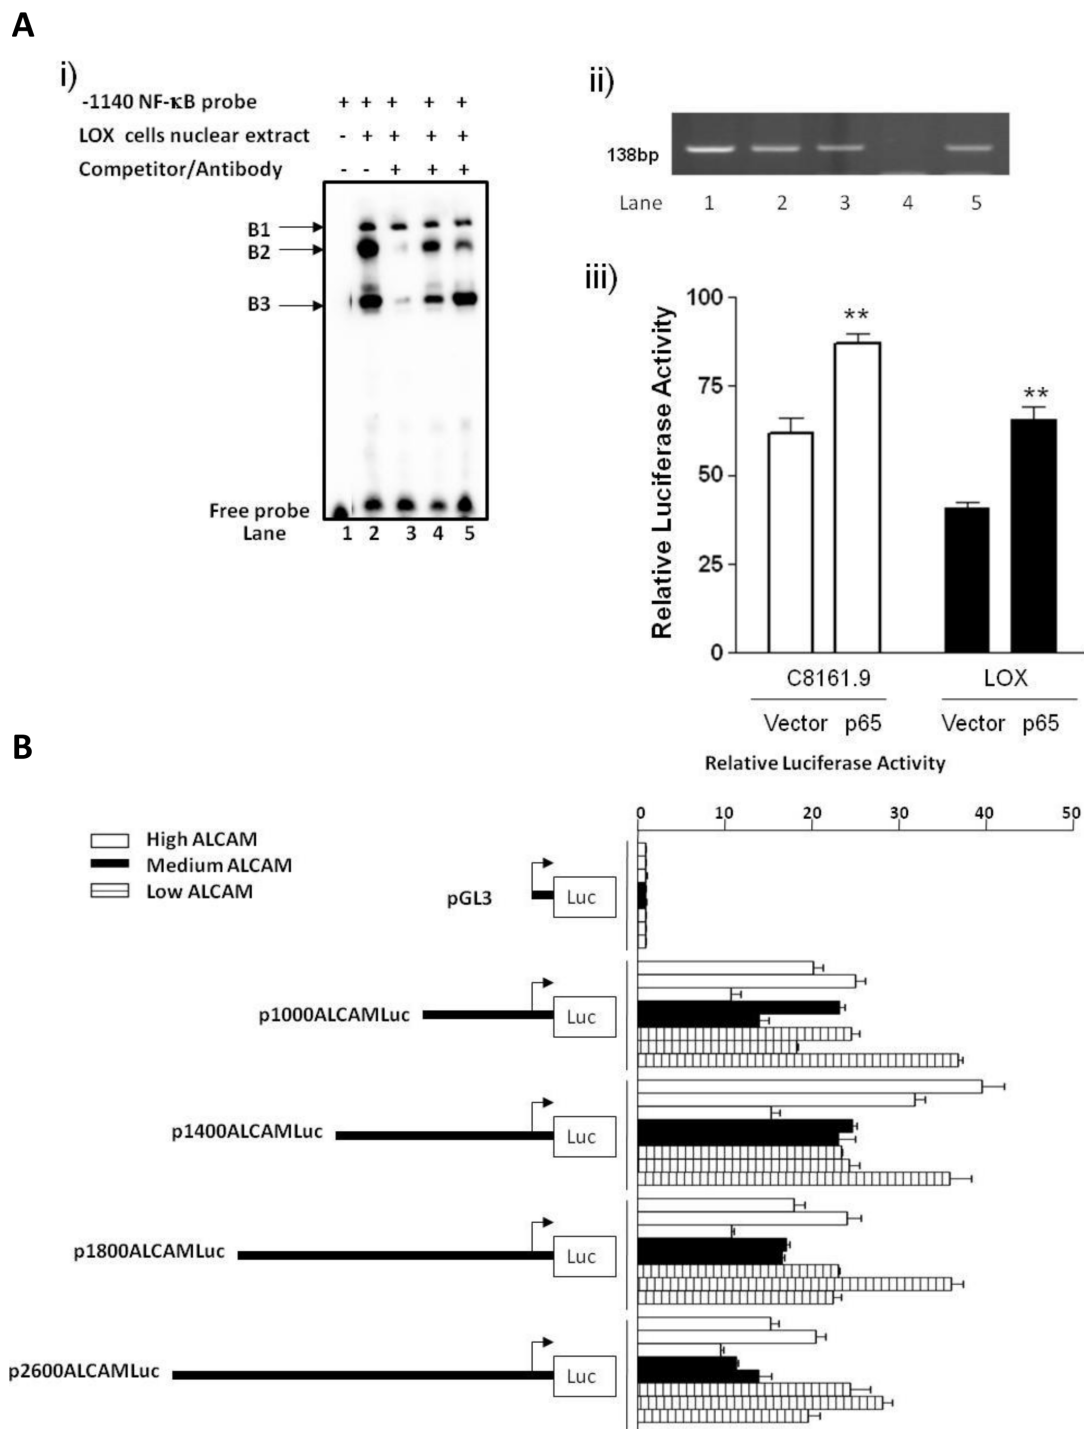 A
i)
-1140 NF-κB probe + + + + +
LOX cells nuclear extract - + + + +
Competitor/Antibody - - + + +
B1
B2
B3
Free probe
Lane 1 2 3 4 5
ii)
138bp
Lane 1 2 3 4 5
iii)
Relative Luciferase Activity
100
75
50
25
0
** **
C8161.9 LOX
Vector p65 Vector p65
B
Relative Luciferase Activity
0 10 20 30 40 50
High ALCAM
Medium ALCAM
Low ALCAM
pGL3 Luc
p1000ALCAMLuc Luc
p1400ALCAMLuc Luc
p1800ALCAMLuc Luc
p2600ALCAMLuc Luc